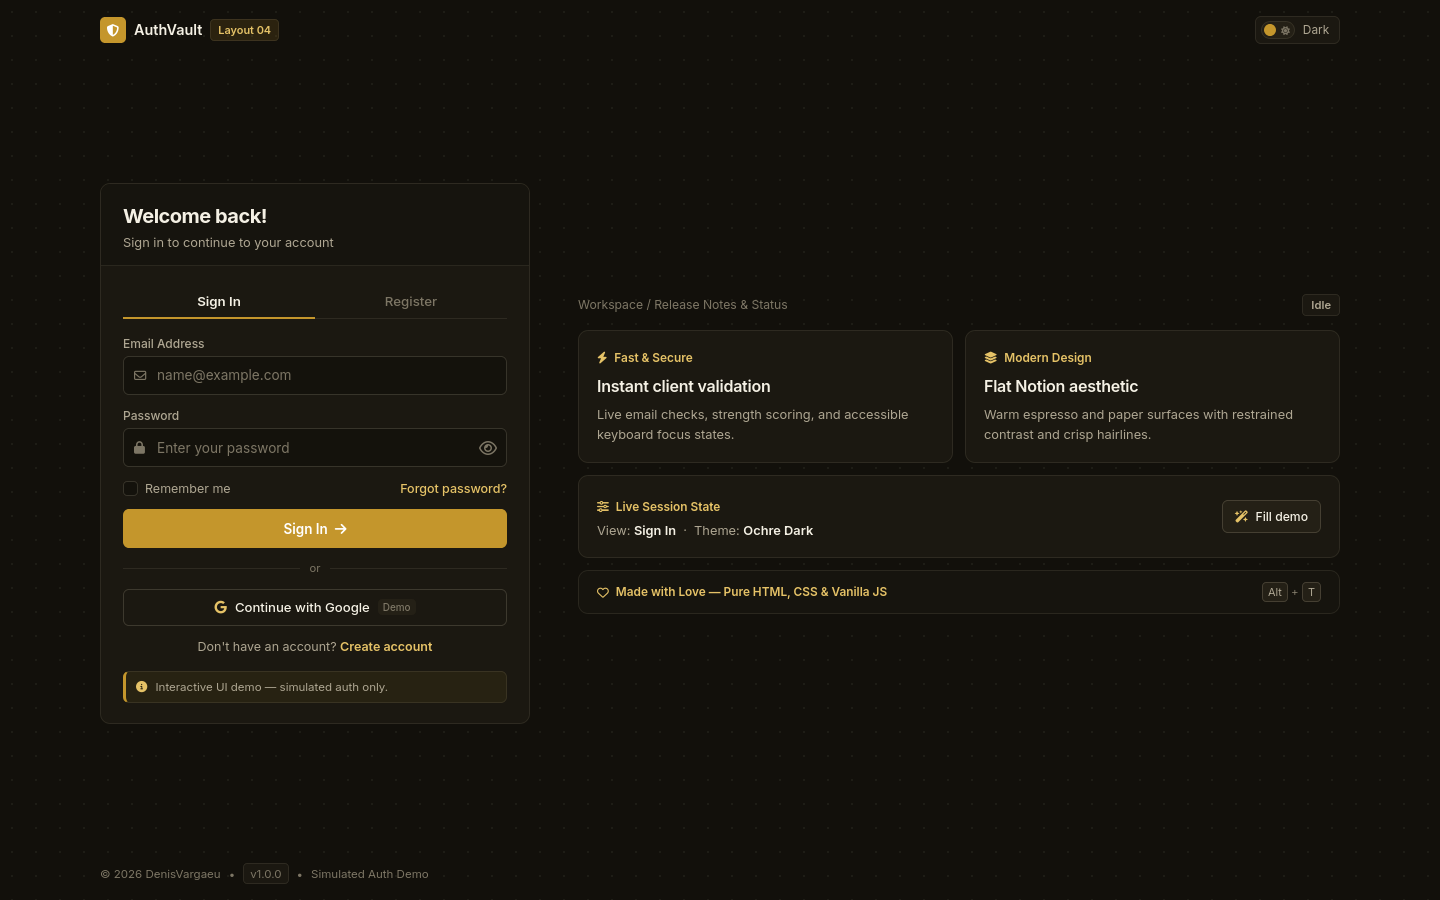 AuthVault
Layout 04
Dark
Welcome back!
Sign in to continue to your account
Sign In
Register
Email Address
name@example.com
Password
Enter your password
Remember me
Forgot password?
Sign In →
or
Continue with Google
Demo
Don't have an account? Create account
Interactive UI demo — simulated auth only.
Workspace / Release Notes & Status
Idle
Fast & Secure
Instant client validation
Live email checks, strength scoring, and accessible
keyboard focus states.
Modern Design
Flat Notion aesthetic
Warm espresso and paper surfaces with restrained
contrast and crisp hairlines.
Live Session State
View: Sign In · Theme: Ochre Dark
Fill demo
Made with Love — Pure HTML, CSS & Vanilla JS
Alt + T
© 2026 DenisVargaeu • v1.0.0 • Simulated Auth Demo